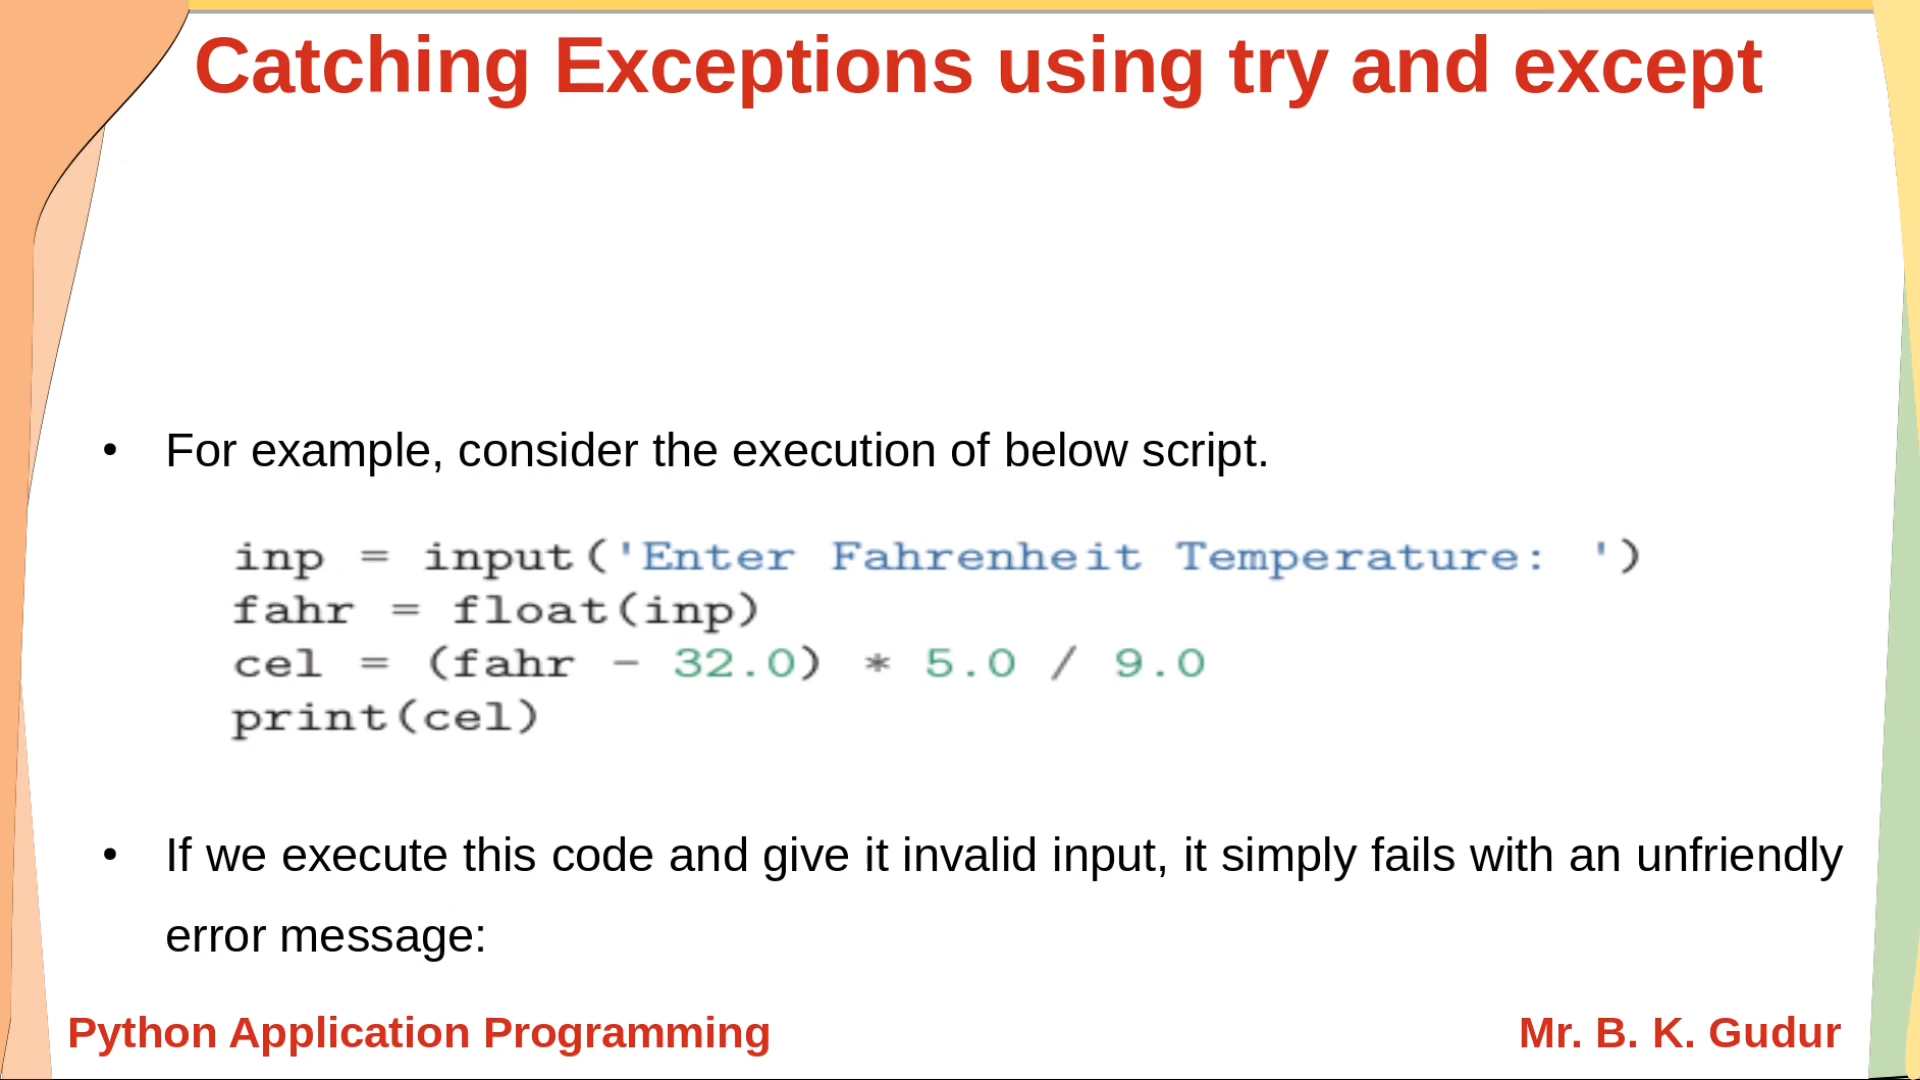 Catching Exceptions using try and except
• For example, consider the execution of below script.
inp = input('Enter Fahrenheit Temperature: ')
fahr = float(inp)
cel = (fahr - 32.0) * 5.0 / 9.0
print(cel)
• If we execute this code and give it invalid input, it simply fails with an unfriendly
error message:
Python Application Programming
Mr. B. K. Gudur